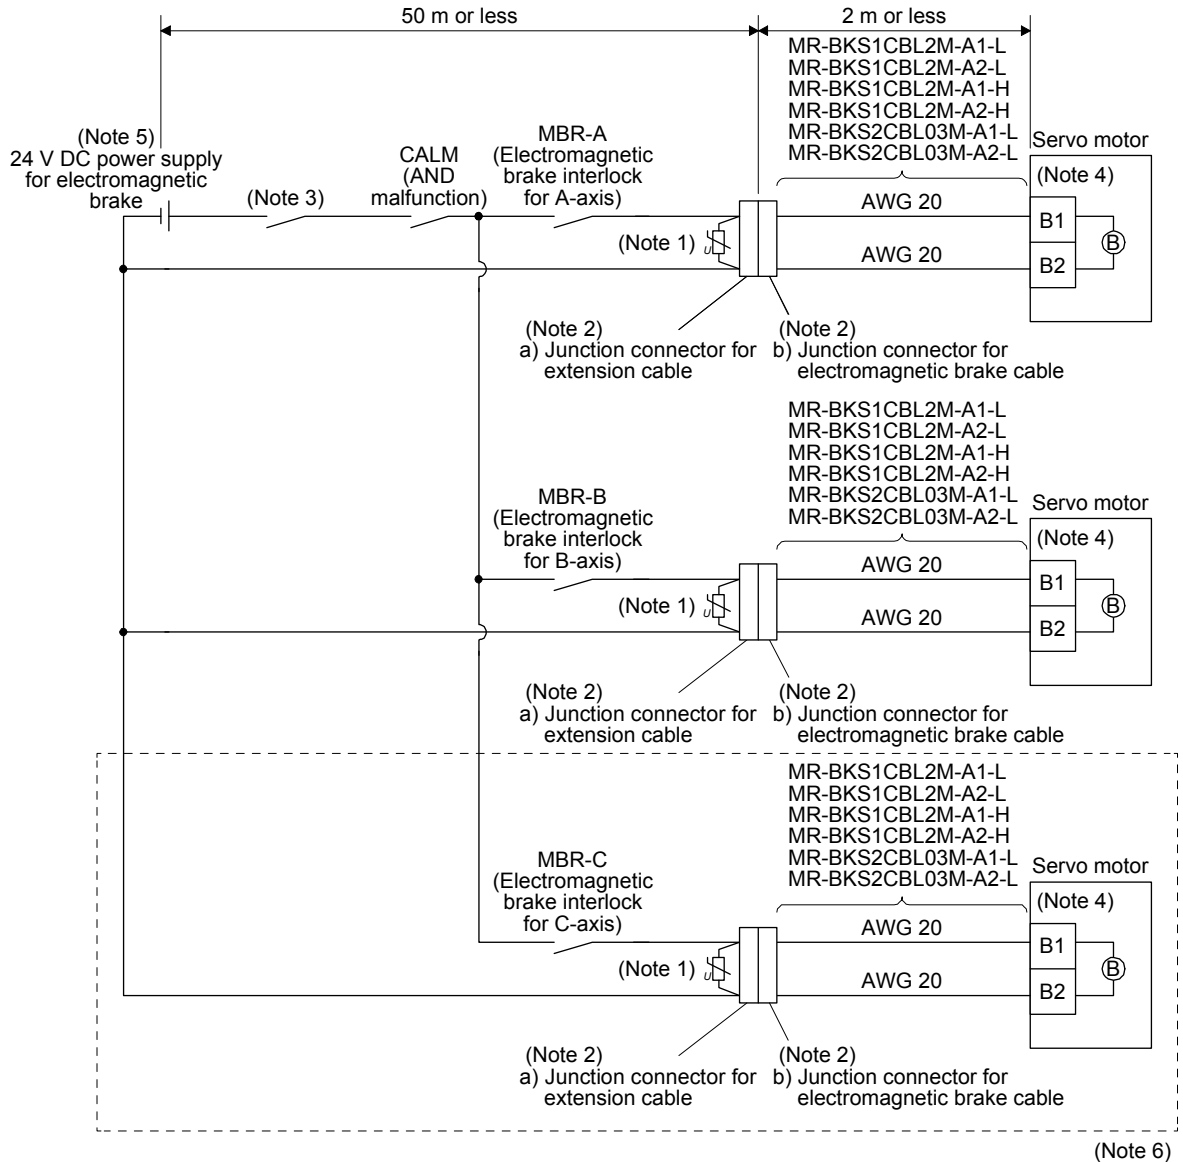 50 m or less
2 m or less
MR-BKS1CBL2M-A1-L
MR-BKS1CBL2M-A2-L
MR-BKS1CBL2M-A1-H
MR-BKS1CBL2M-A2-H
MR-BKS2CBL03M-A1-L
MR-BKS2CBL03M-A2-L
(Note 5)
24 V DC power supply
for electromagnetic
brake
(Note 3)
CALM
(AND
malfunction)
MBR-A
(Electromagnetic
brake interlock
for A-axis)
(Note 1)
U
AWG 20
AWG 20
Servo motor
(Note 4)
B1
B2
B
(Note 2)
a) Junction connector for
extension cable
(Note 2)
b) Junction connector for
electromagnetic brake cable
MR-BKS1CBL2M-A1-L
MR-BKS1CBL2M-A2-L
MR-BKS1CBL2M-A1-H
MR-BKS1CBL2M-A2-H
MR-BKS2CBL03M-A1-L
MR-BKS2CBL03M-A2-L
MBR-B
(Electromagnetic
brake interlock
for B-axis)
(Note 1)
U
AWG 20
AWG 20
Servo motor
(Note 4)
B1
B2
B
(Note 2)
a) Junction connector for
extension cable
(Note 2)
b) Junction connector for
electromagnetic brake cable
MR-BKS1CBL2M-A1-L
MR-BKS1CBL2M-A2-L
MR-BKS1CBL2M-A1-H
MR-BKS1CBL2M-A2-H
MR-BKS2CBL03M-A1-L
MR-BKS2CBL03M-A2-L
MBR-C
(Electromagnetic
brake interlock
for C-axis)
(Note 1)
U
AWG 20
AWG 20
Servo motor
(Note 4)
B1
B2
B
(Note 2)
a) Junction connector for
extension cable
(Note 2)
b) Junction connector for
electromagnetic brake cable
(Note 6)